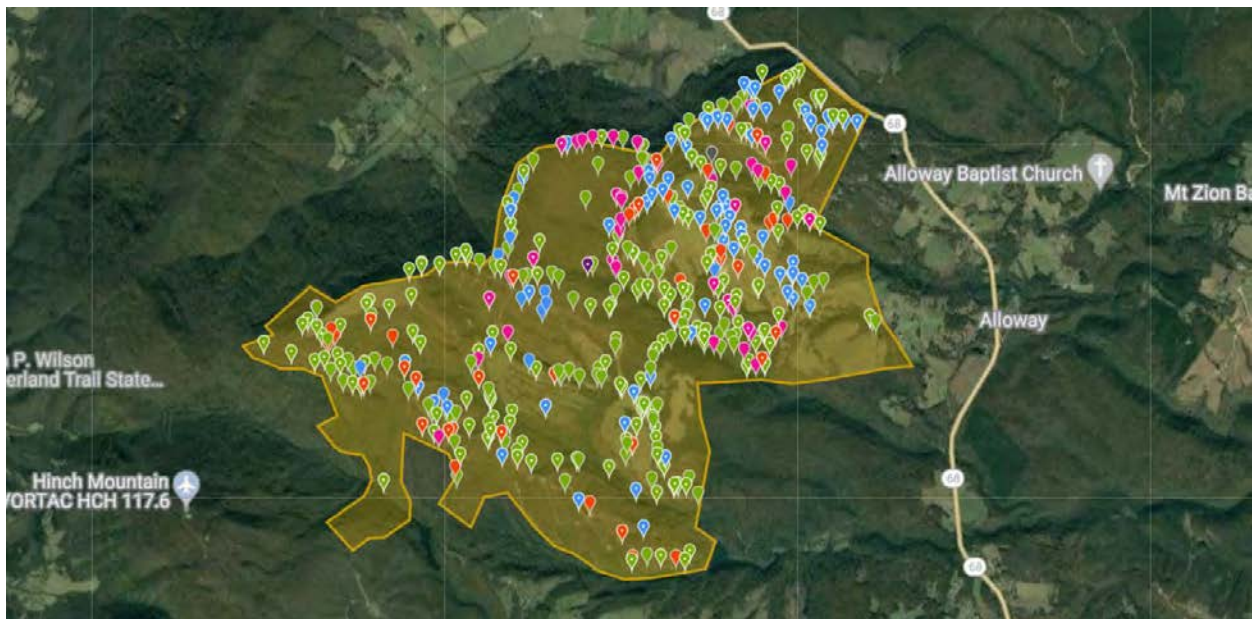 68
68
Alloway Baptist Church
Mt Zion Ba
Alloway
P. Wilson
erland Trail State...
Hinch Mountain
VORTAC HCH 117.6
68
68